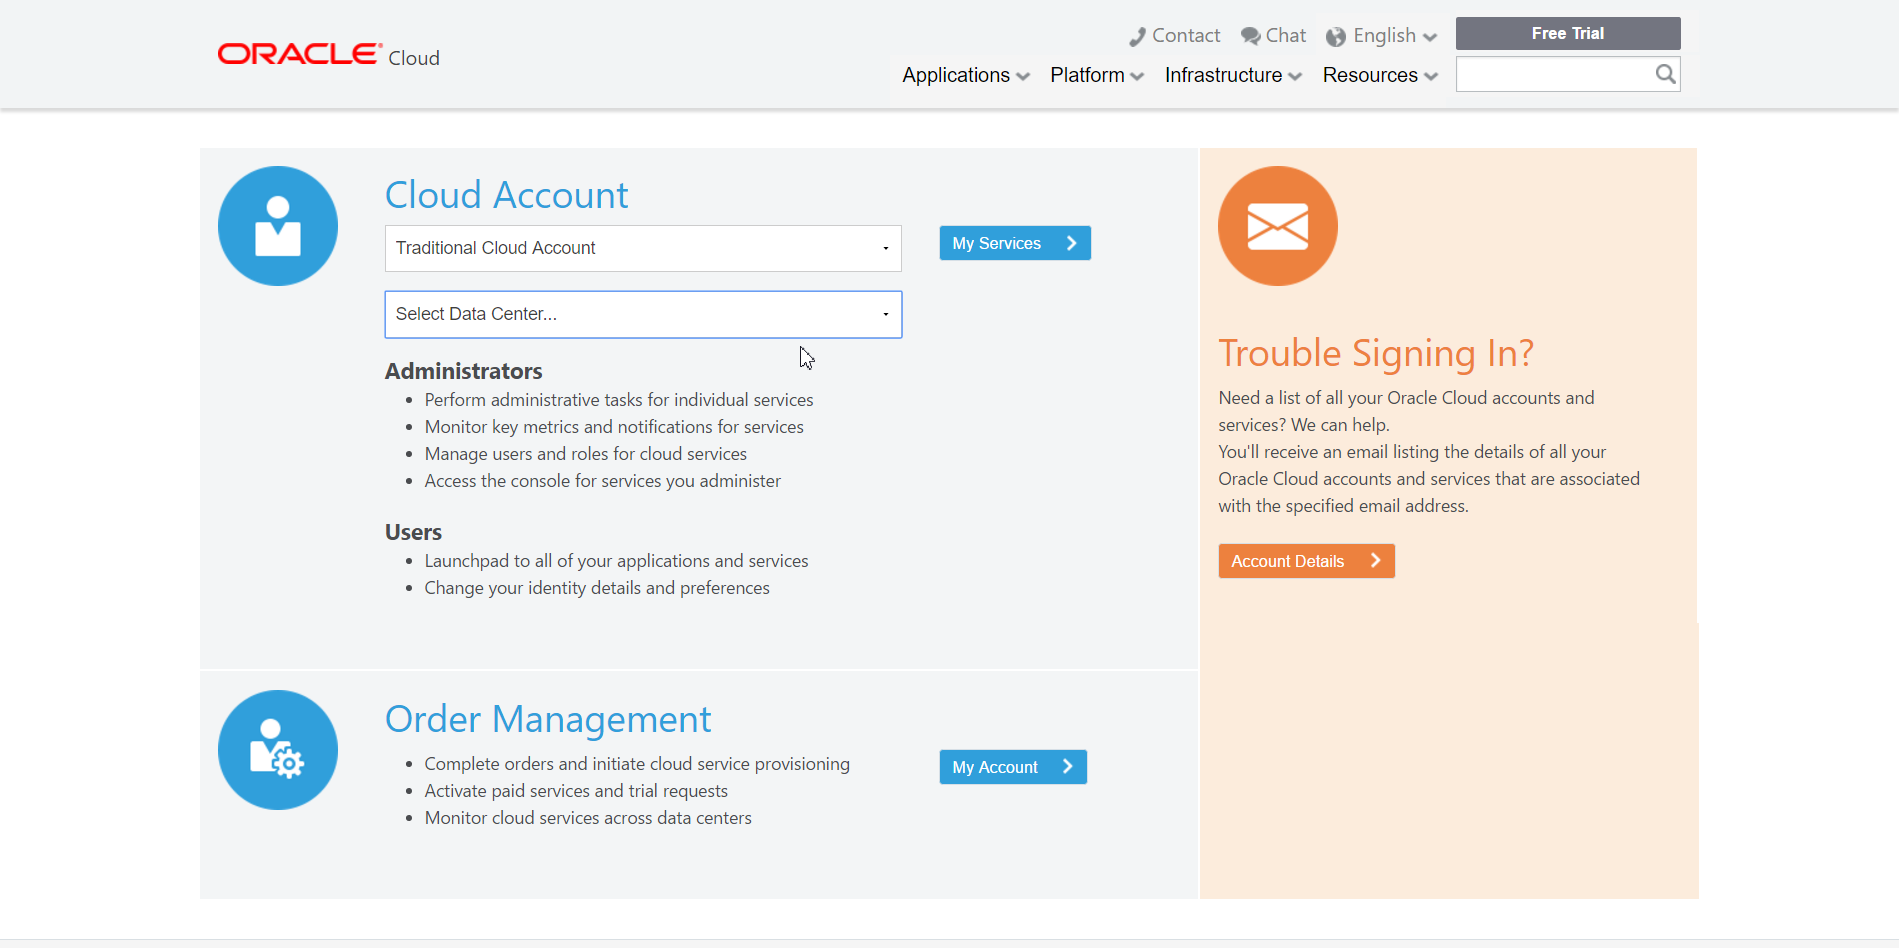 ORACLE® Cloud
Contact Chat English
Free Trial
Applications Platform Infrastructure Resources
Cloud Account
Traditional Cloud Account
My Services
Select Data Center...
Administrators
• Perform administrative tasks for individual services
• Monitor key metrics and notifications for services
• Manage users and roles for cloud services
• Access the console for services you administer
Users
• Launchpad to all of your applications and services
• Change your identity details and preferences
Order Management
• Complete orders and initiate cloud service provisioning
• Activate paid services and trial requests
• Monitor cloud services across data centers
My Account
Trouble Signing In?
Need a list of all your Oracle Cloud accounts and
services? We can help.
You'll receive an email listing the details of all your
Oracle Cloud accounts and services that are associated
with the specified email address.
Account Details